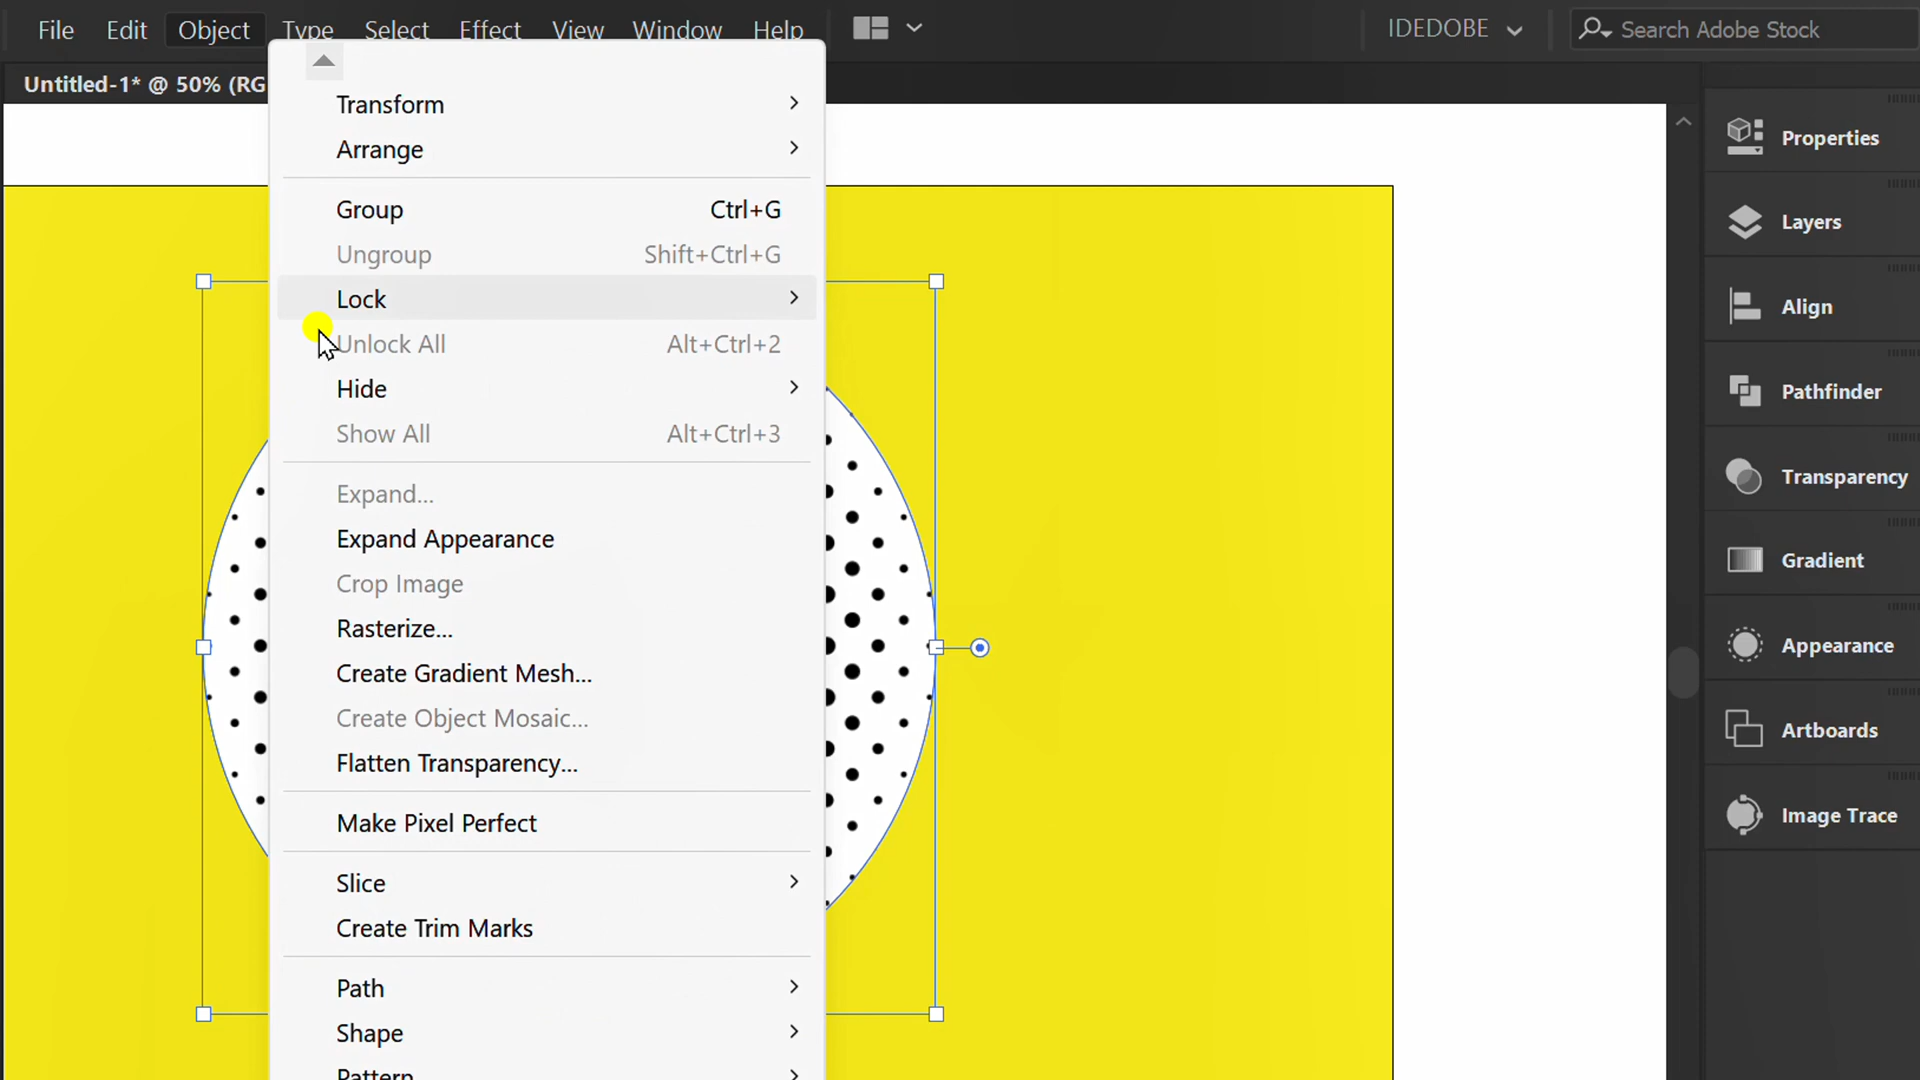 File Edit Object Type Select Effect View Window Help IDEDOBE Search Adobe Stock
Untitled-1* @ 50% (RG
Transform
Arrange
Group Ctrl+G
Ungroup Shift+Ctrl+G
Lock
Unlock All Alt+Ctrl+2
Hide
Show All Alt+Ctrl+3
Expand...
Expand Appearance
Crop Image
Rasterize...
Create Gradient Mesh...
Create Object Mosaic...
Flatten Transparency...
Make Pixel Perfect
Slice
Create Trim Marks
Path
Shape
Pattern
Properties
Layers
Align
Pathfinder
Transparency
Gradient
Appearance
Artboards
Image Trace